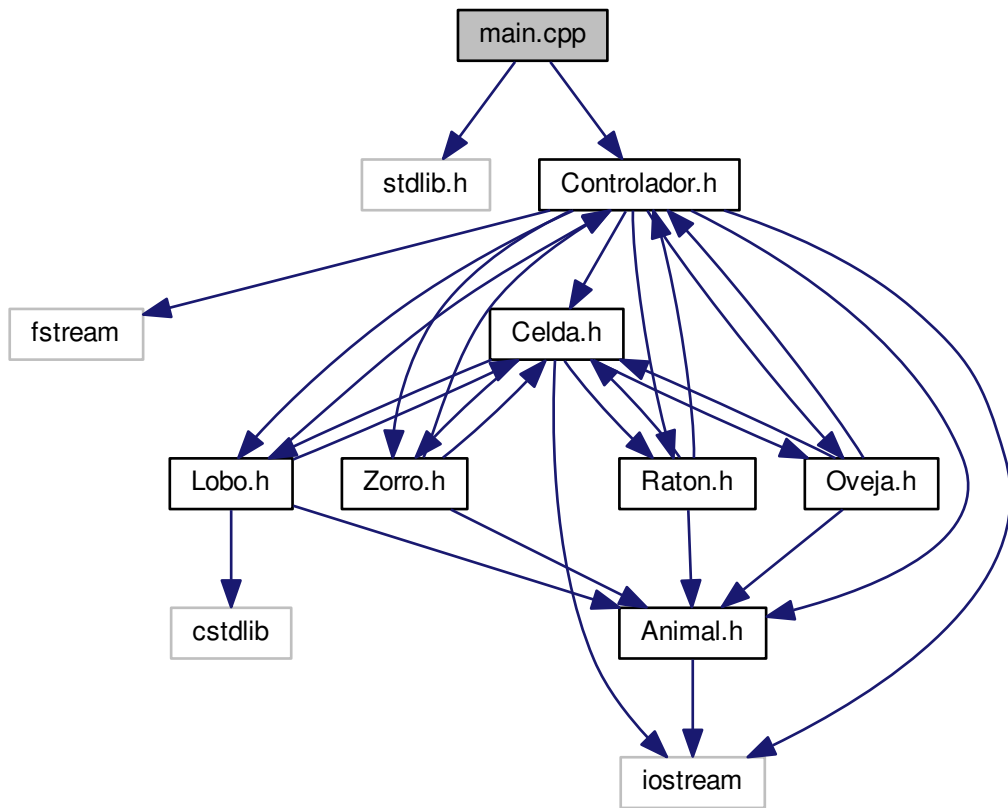 main.cpp
stdlib.h
Controlador.h
fstream
Celda.h
Lobo.h
Zorro.h
Raton.h
Oveja.h
cstdlib
Animal.h
iostream